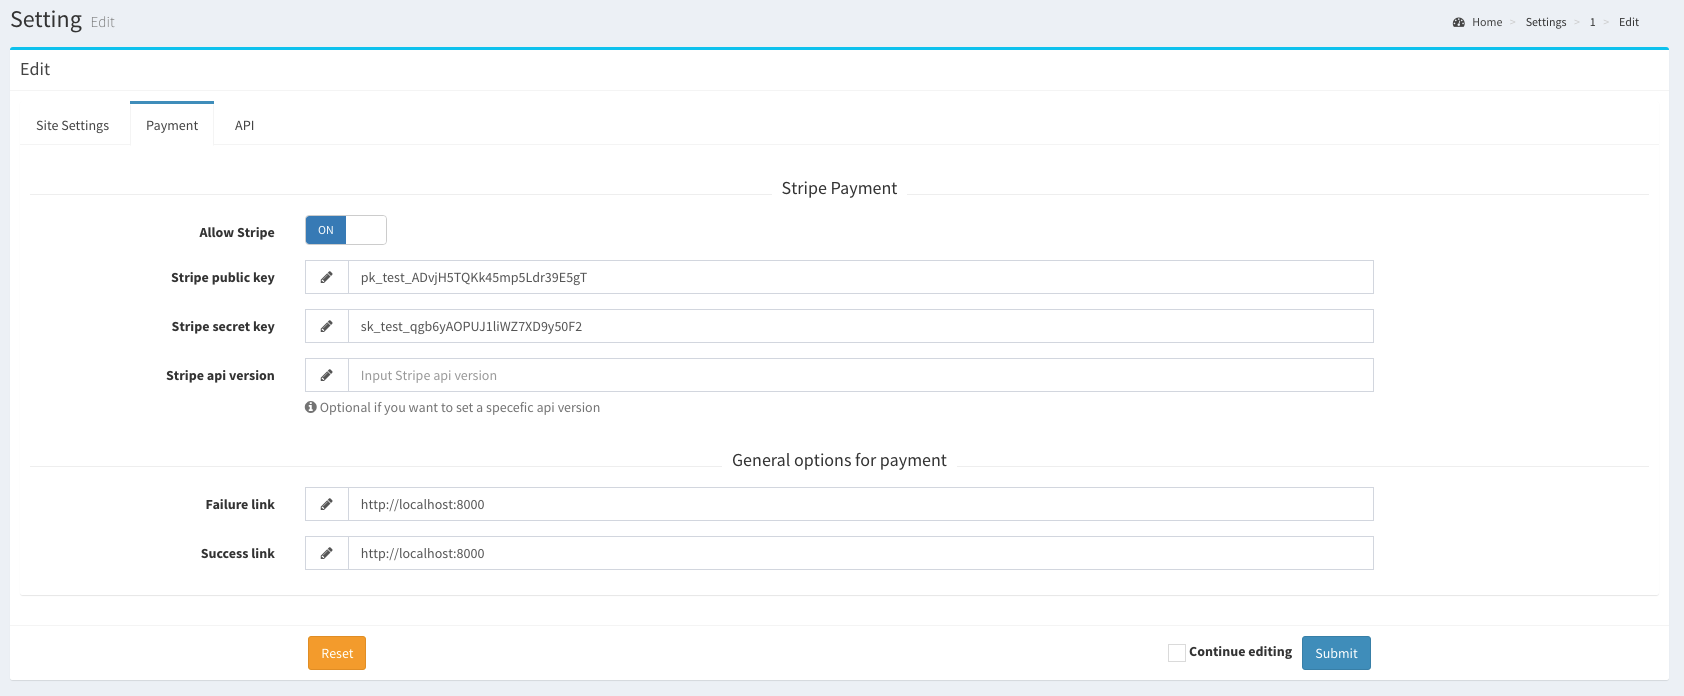 Setting Edit
Home > Settings > 1 > Edit
Edit
Site Settings Payment API
Stripe Payment
Allow Stripe ON
Stripe public key pk_test_ADvjH5TQKk45mp5Ldr39E5gT
Stripe secret key sk_test_qgb6yAOPUJ1liWZ7XD9y50F2
Stripe api version Input Stripe api version
Optional if you want to set a specefic api version
General options for payment
Failure link http://localhost:8000
Success link http://localhost:8000
Reset Continue editing Submit